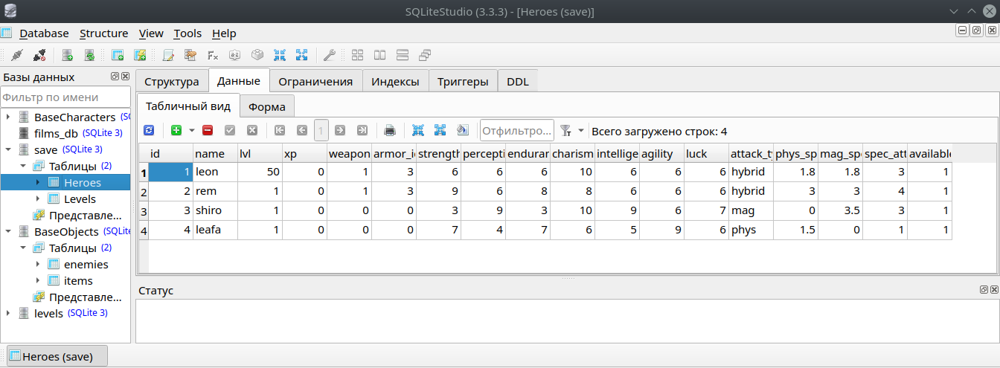 SQLiteStudio (3.3.3) - [Heroes (save)]
Database Structure View Tools Help
Базы данных
Фильтр по имени
BaseCharacters (SQ
films_db (SQLite 3)
save (SQLite 3)
Таблицы (2)
Heroes
Levels
Представле...
BaseObjects (SQLite
Таблицы (2)
enemies
items
Представле...
levels (SQLite 3)
Структура Данные Ограничения Индексы Триггеры DDL
Табличный вид Форма
1 Отфильтро... Всего загружено строк: 4
id name lvl xp weapon armor_i strength percepti enduran charism intellige agility luck attack_ty phys_sp mag_spe spec_att available
1 1 leon 50 0 1 3 6 6 6 10 6 6 6 hybrid 1.8 1.8 3 1
2 2 rem 1 0 1 3 9 6 8 8 6 6 6 hybrid 3 3 4 1
3 3 shiro 1 0 0 0 3 9 3 10 9 6 7 mag 0 3.5 3 1
4 4 leafa 1 0 0 0 7 4 7 6 5 9 6 phys 1.5 0 1 1
Статус
Heroes (save)